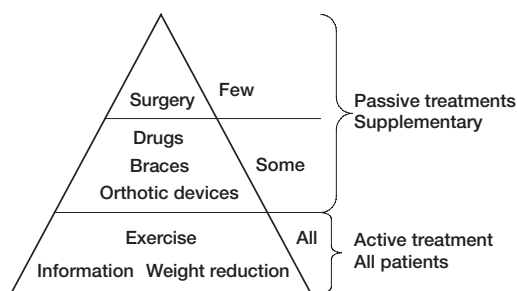 Few
Surgery
Passive treatments
Supplementary
Drugs
Braces
Some
Orthotic devices
Exercise
All
Active treatment
All patients
Information Weight reduction